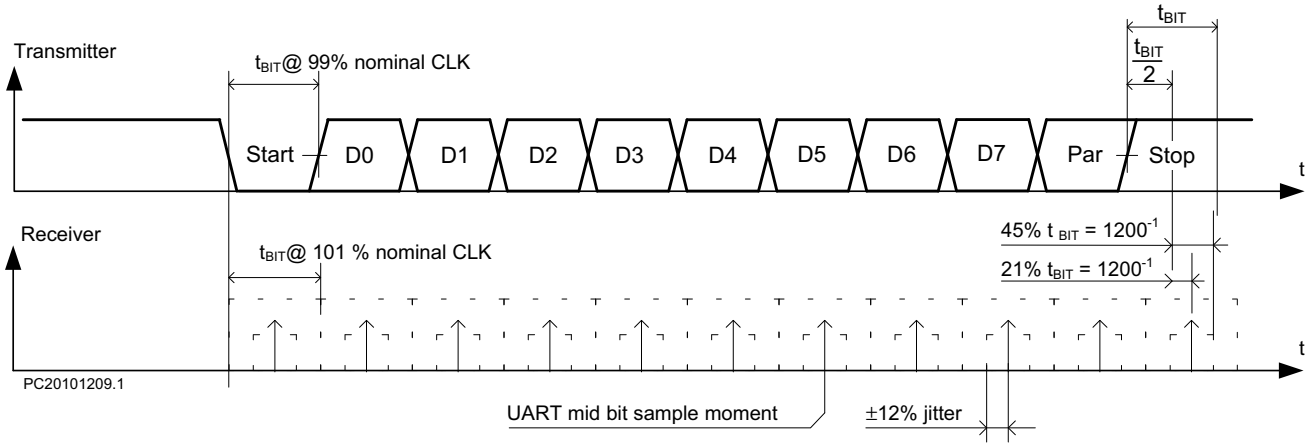 t_BIT
Transmitter
t_BIT@ 99% nominal CLK
t_BIT
2
Start D0 D1 D2 D3 D4 D5 D6 D7 Par Stop
t
Receiver
t_BIT@ 101 % nominal CLK
45% t _BIT = 1200⁻¹
21% t_BIT = 1200⁻¹
t
PC20101209.1
UART mid bit sample moment
±12% jitter